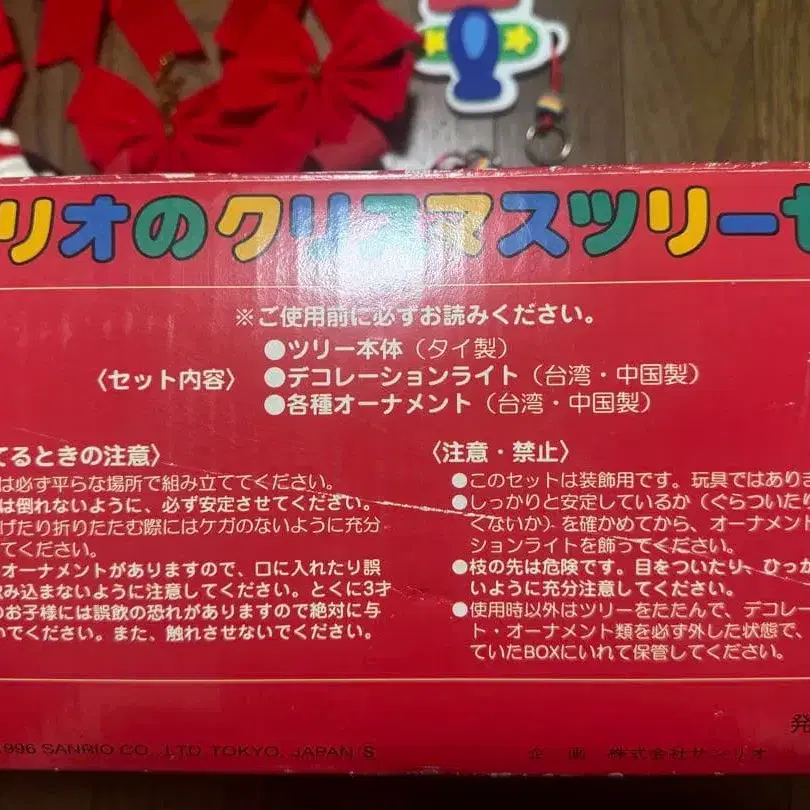 リオのクリスマスツリーセ
※ご使用前に必ずお読みください。
●ツリー本体（タイ製）
〈セット内容〉 ●デコレーションライト（台湾・中国製）
●各種オーナメント（台湾・中国製）
てるときの注意〉
は必ず平らな場所で組み立ててください。
は倒れないように、必ず安定させてください。
げたり折りたたむ際にはケガのないように充分
てください。
オーナメントがありますので、口に入れたり誤
み込まないように注意してください。とくに3才
のお子様には誤飲の恐れがありますので絶対に与
いでください。また、触れさせないでください。
〈注意・禁止〉
●このセットは装飾用です。玩具ではありま
●しっかりと安定しているか（ぐらついた
くないか）を確かめてから、オーナメン
ションライトを飾ってください。
●枝の先は危険です。目をついたり、ひっか
いように充分注意してください。
●使用時以外はツリーをたたんで、デコレー
ト・オーナメント類を必ず外した状態で、
ていたBOXにいれて保管してください。
発
1996 SANRIO CO., LTD. TOKYO, JAPAN S
企 画 株式会社サンリオ